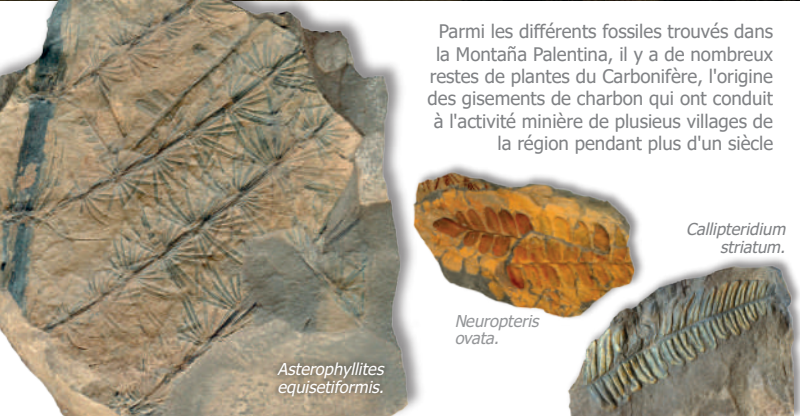 Parmi les différents fossiles trouvés dans
la Montaña Palentina, il y a de nombreux
restes de plantes du Carbonifère, l'origine
des gisements de charbon qui ont conduit
à l'activité minière de plusieus villages de
la région pendant plus d'un siècle
Callipteridium
striatum.
Neuropteris
ovata.
Asterophyllites
equisetiformis.